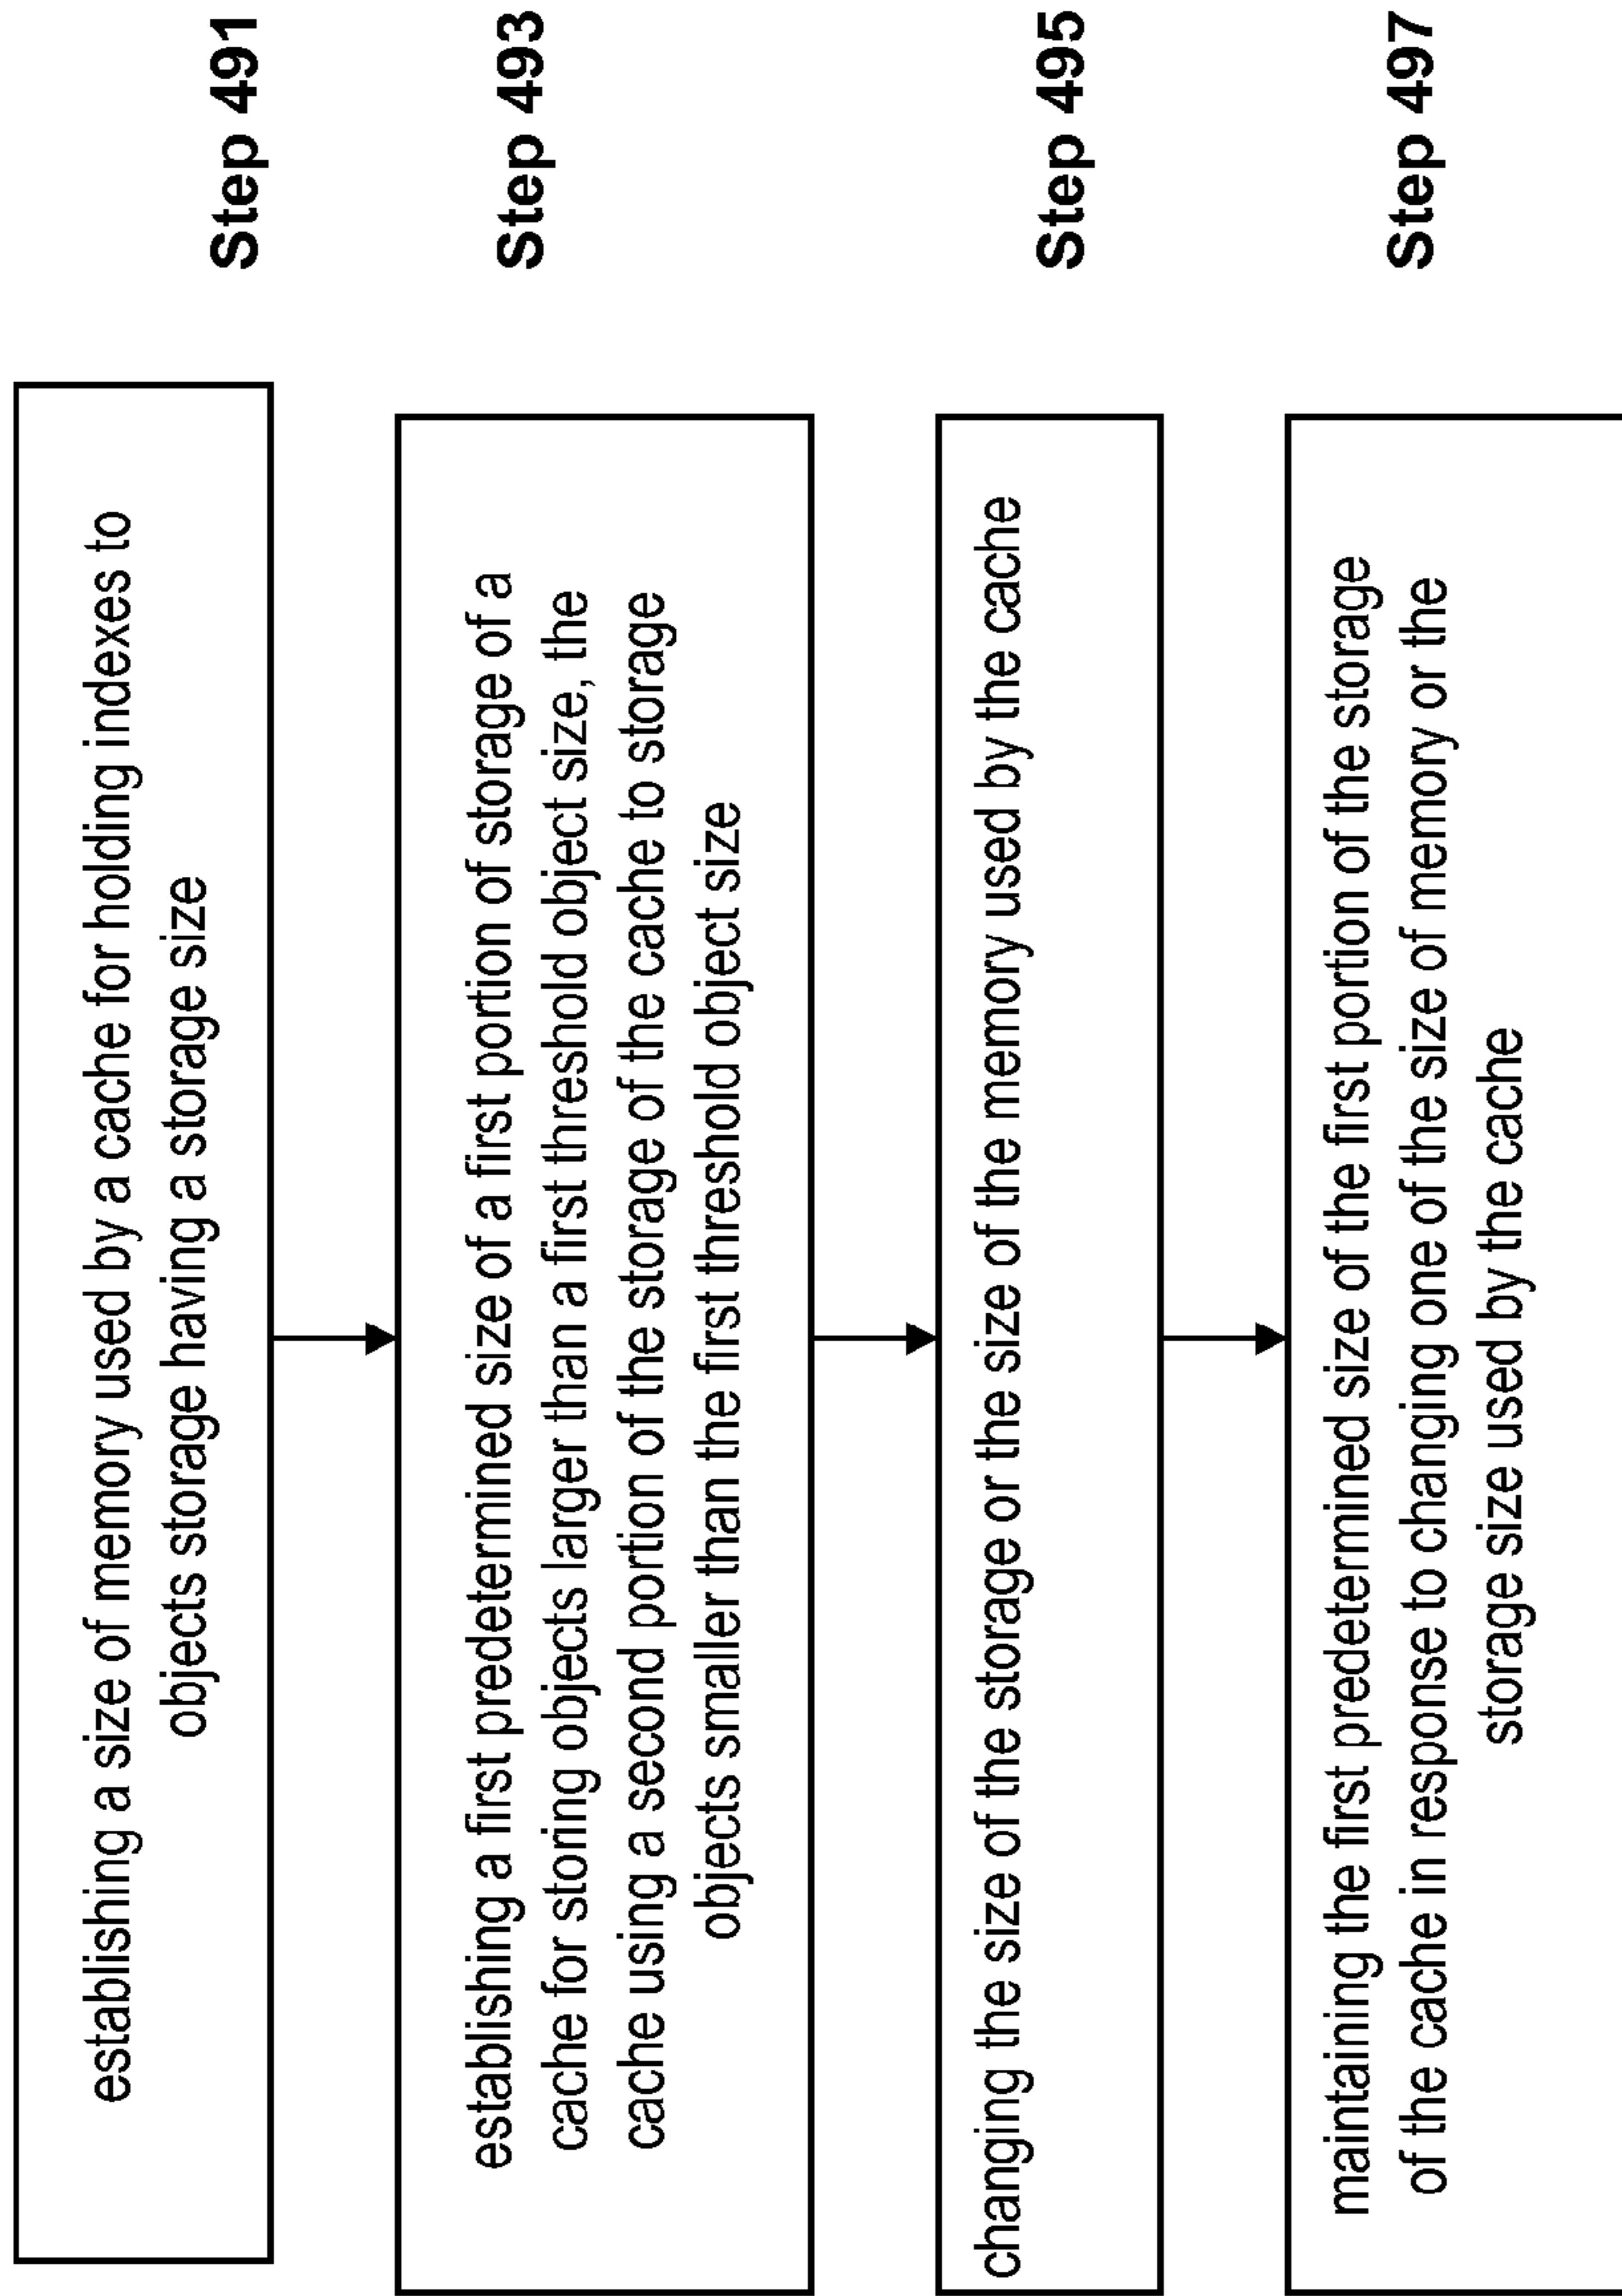 establishing a size of memory used by a cache for holding indexes to
objects storage having a storage size
Step 491
establishing a first predetermined size of a first portion of storage of a
cache for storing objects larger than a first threshold object size, the
cache using a second portion of the storage of the cache to storage
objects smaller than the first threshold object size
Step 493
changing the size of the storage or the size of the memory used by the cache
Step 495
maintaining the first predetermined size of the first portion of the storage
of the cache in response to changing one of the size of memory or the
storage size used by the cache
Step 497